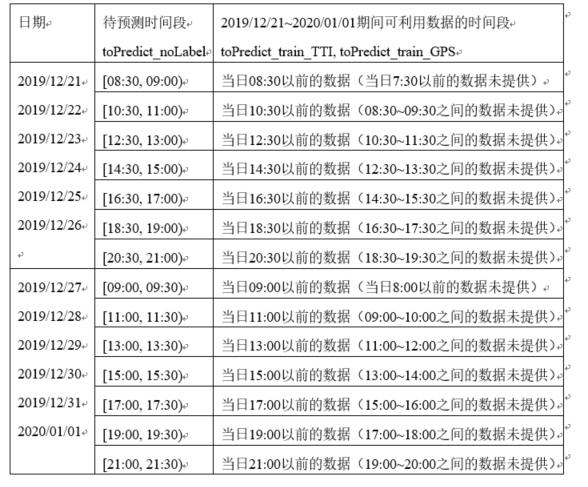 日期 待预测时间段 2019/12/21~2020/01/01期间可利用数据的时间段
toPredict_noLabel toPredict_train_TTI, toPredict_train_GPS
2019/12/21 [08:30, 09:00) 当日08:30以前的数据（当日7:30以前的数据未提供）
2019/12/22 [10:30, 11:00) 当日10:30以前的数据（08:30~09:30之间的数据未提供）
2019/12/23 [12:30, 13:00) 当日12:30以前的数据（10:30~11:30之间的数据未提供）
2019/12/24 [14:30, 15:00) 当日14:30以前的数据（12:30~13:30之间的数据未提供）
2019/12/25 [16:30, 17:00) 当日16:30以前的数据（14:30~15:30之间的数据未提供）
2019/12/26 [18:30, 19:00) 当日18:30以前的数据（16:30~17:30之间的数据未提供）
[20:30, 21:00) 当日20:30以前的数据（18:30~19:30之间的数据未提供）
2019/12/27 [09:00, 09:30) 当日09:00以前的数据（当日8:00以前的数据未提供）
2019/12/28 [11:00, 11:30) 当日11:00以前的数据（09:00~10:00之间的数据未提供）
2019/12/29 [13:00, 13:30) 当日13:00以前的数据（11:00~12:00之间的数据未提供）
2019/12/30 [15:00, 15:30) 当日15:00以前的数据（13:00~14:00之间的数据未提供）
2019/12/31 [17:00, 17:30) 当日17:00以前的数据（15:00~16:00之间的数据未提供）
2020/01/01 [19:00, 19:30) 当日19:00以前的数据（17:00~18:00之间的数据未提供）
[21:00, 21:30) 当日21:00以前的数据（19:00~20:00之间的数据未提供）